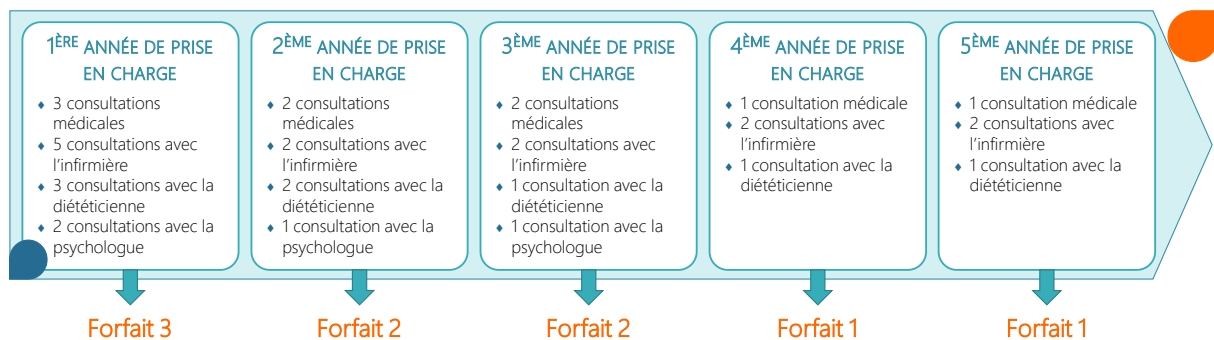 1ÈRE ANNÉE DE PRISE
EN CHARGE
♦ 3 consultations
médicales
♦ 5 consultations avec
l'infirmière
♦ 3 consultations avec la
diététicienne
♦ 2 consultations avec la
psychologue
Forfait 3
2ÈME ANNÉE DE PRISE
EN CHARGE
♦ 2 consultations
médicales
♦ 2 consultations avec
l'infirmière
♦ 2 consultations avec la
diététicienne
♦ 1 consultation avec la
psychologue
Forfait 2
3ÈME ANNÉE DE PRISE
EN CHARGE
♦ 2 consultations
médicales
♦ 2 consultations avec
l'infirmière
♦ 1 consultation avec la
diététicienne
♦ 1 consultation avec la
psychologue
Forfait 2
4ÈME ANNÉE DE PRISE
EN CHARGE
♦ 1 consultation médicale
♦ 2 consultations avec
l'infirmière
♦ 1 consultation avec la
diététicienne
Forfait 1
5ÈME ANNÉE DE PRISE
EN CHARGE
♦ 1 consultation médicale
♦ 2 consultations avec
l'infirmière
♦ 1 consultation avec la
diététicienne
Forfait 1